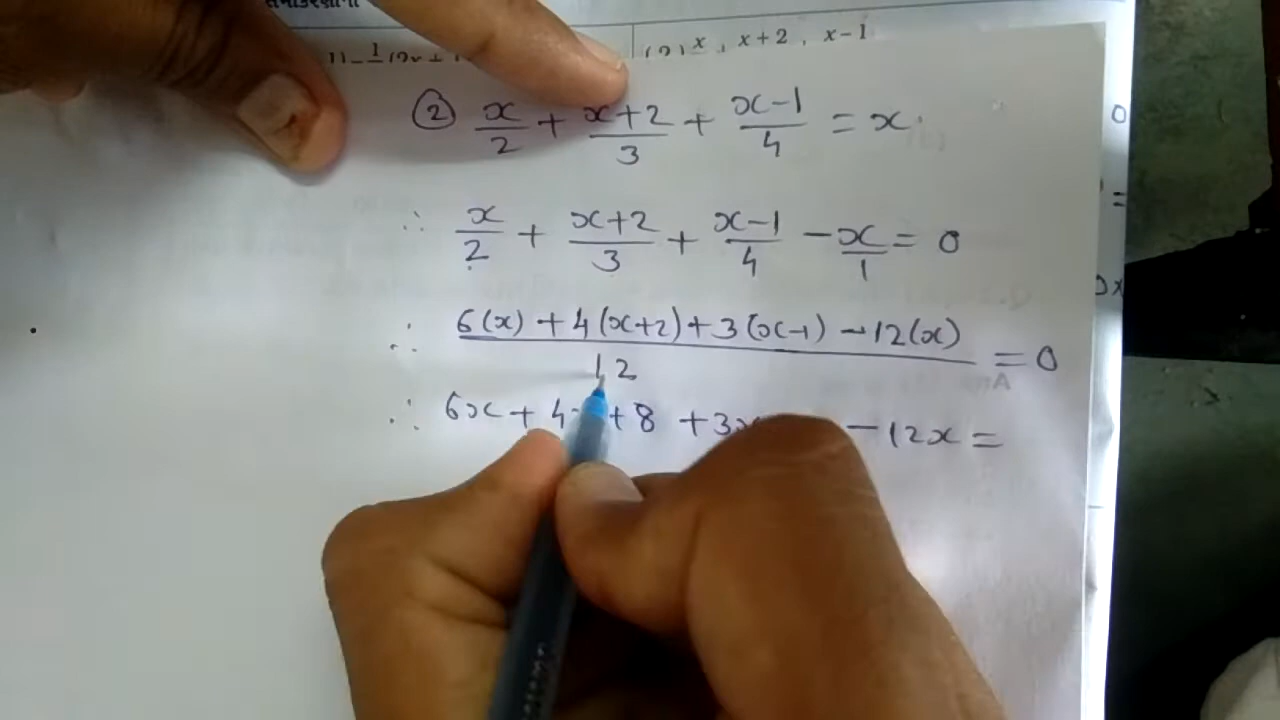 ② x/2 + x+2/3 + x-1/4 = x
∴ x/2 + x+2/3 + x-1/4 - x/1 = 0
∴ 6(x) + 4(x+2) + 3(x-1) - 12(x)/12 = 0
∴ 6x + 4 + 8 + 3x - 12x =